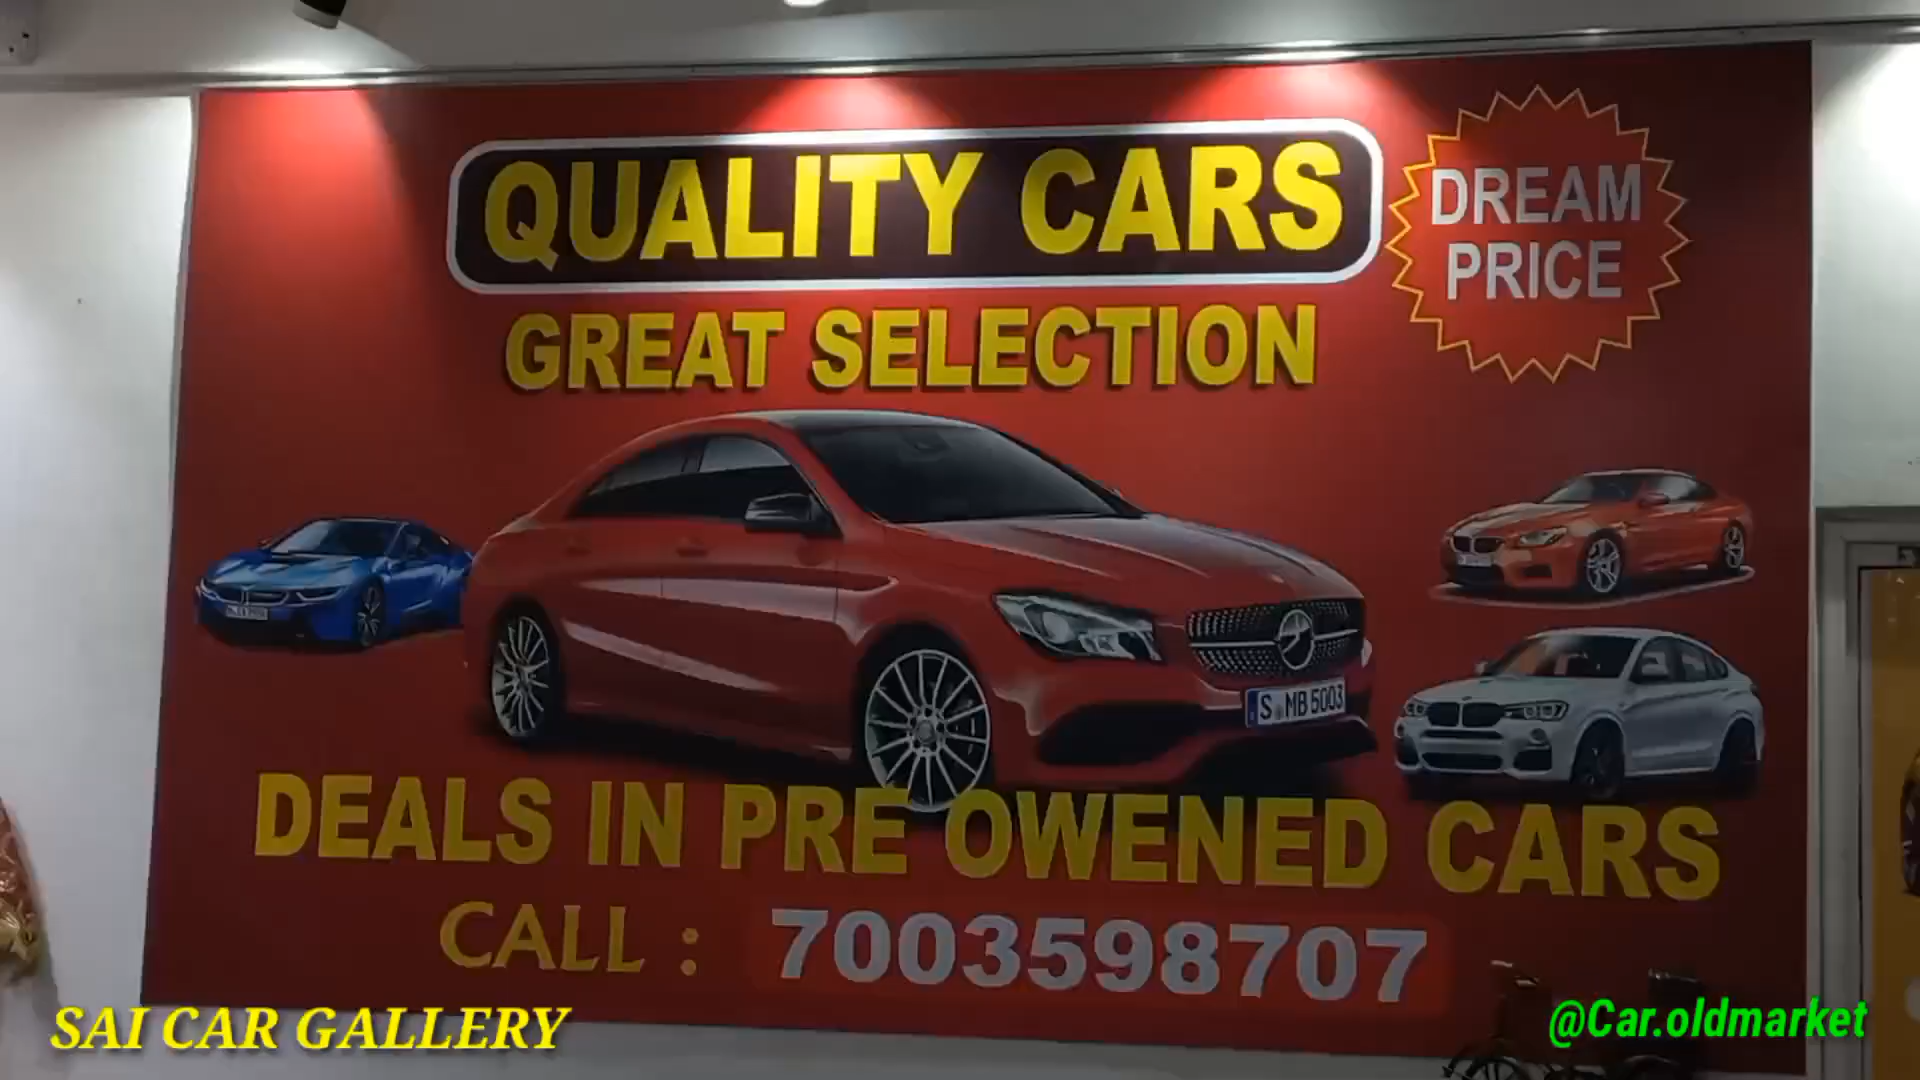 QUALITY CARS
DREAM
PRICE
GREAT SELECTION
S MB 5003
DEALS IN PRE OWENED CARS
CALL : 7003598707
SAI CAR GALLERY
@Car.oldmarket